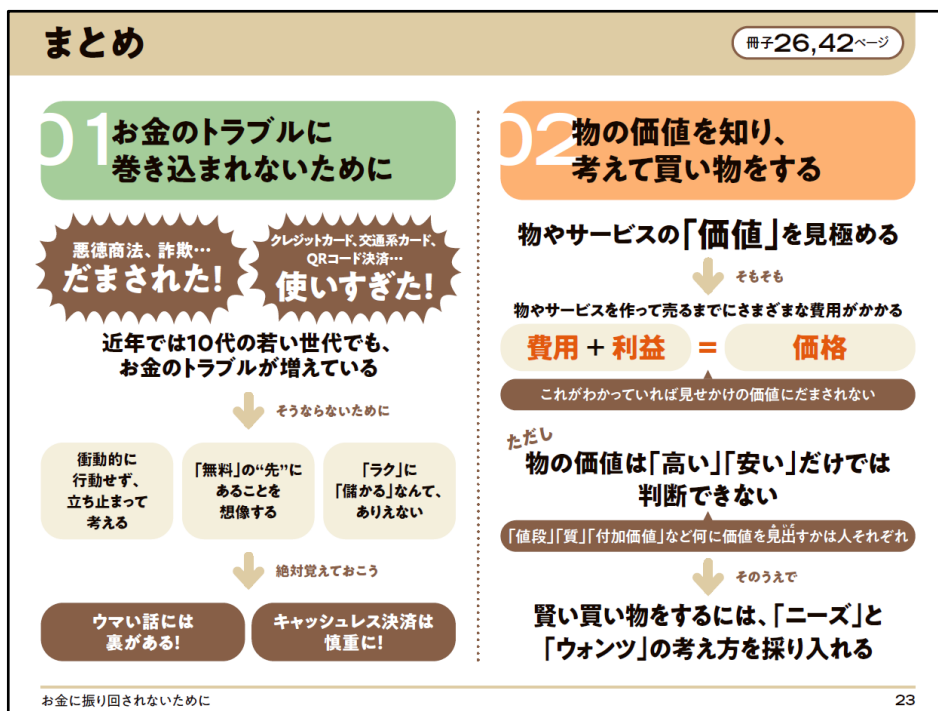 まとめ
冊子26,42ページ
01
お金のトラブルに
巻き込まれないために
悪徳商法、詐欺…
だまされた!
クレジットカード、交通系カード、
QRコード決済…
使いすぎた!
近年では10代の若い世代でも、
お金のトラブルが増えている
そうならないために
衝動的に
行動せず、
立ち止まって
考える
「無料」の“先”に
あることを
想像する
「ラク」に
「儲かる」なんて、
ありえない
絶対覚えておこう
ウマい話には
裏がある!
キャッシュレス決済は
慎重に!
02
物の価値を知り、
考えて買い物をする
物やサービスの「価値」を見極める
そもそも
物やサービスを作って売るまでにさまざまな費用がかかる
費用+利益 = 価格
これがわかっていれば見せかけの価値にだまされない
ただし
物の価値は「高い」「安い」だけでは
判断できない
「値段」「質」「付加価値」など何に価値を見出すかは人それぞれ
みいだ
そのうえで
賢い買い物をするには、「ニーズ」と
「ウォンツ」の考え方を採り入れる
お金に振り回されないために
23